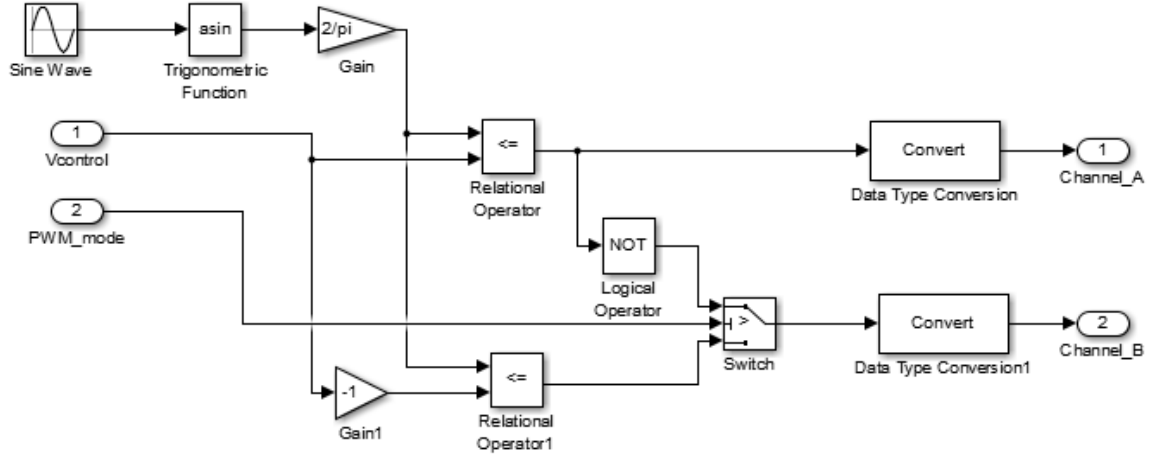 asin
2/pi
Sine Wave
Trigonometric
Function
Gain
1
Vcontrol
<=
Relational
Operator
Convert
Data Type Conversion
1
Channel_A
2
PWM_mode
NOT
Logical
Operator
>
Switch
Convert
Data Type Conversion1
2
Channel_B
-1
Gain1
<=
Relational
Operator1